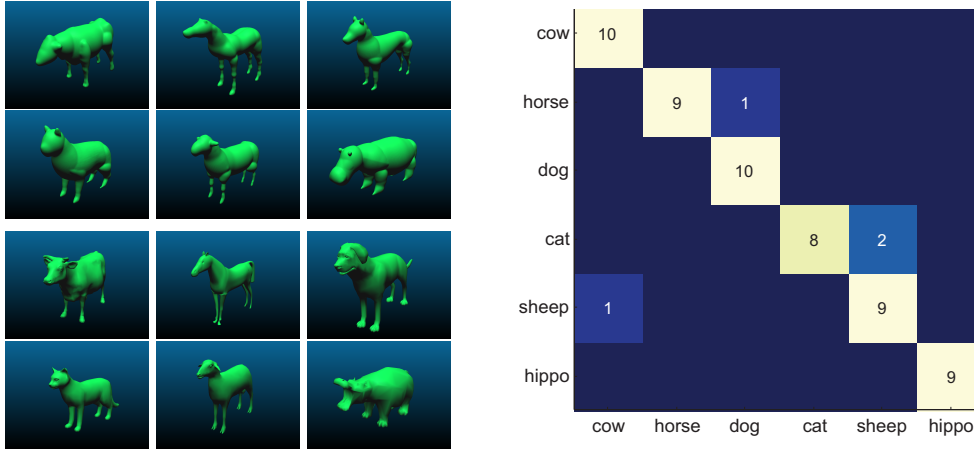 cow 10
horse 9 1
dog 10
cat 8 2
sheep 1 9
hippo 9
cow horse dog cat sheep hippo